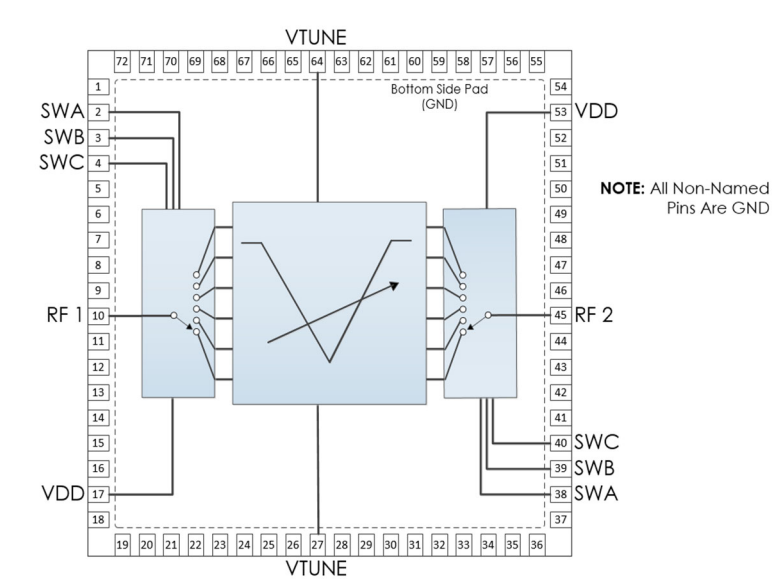 VTUNE
72 71 70 69 68 67 66 65 64 63 62 61 60 59 58 57 56 55
Bottom Side Pad
(GND)
1 54
SWA 2 53 VDD
SWB 3 52
SWC 4 51
5 50 NOTE: All Non-Named
Pins Are GND
6 49
7 48
8 47
9 46
RF 1 10 45 RF 2
11 44
12 43
13 42
14 41
15 40 SWC
16 39 SWB
VDD 17 38 SWA
18 37
19 20 21 22 23 24 25 26 27 28 29 30 31 32 33 34 35 36
VTUNE